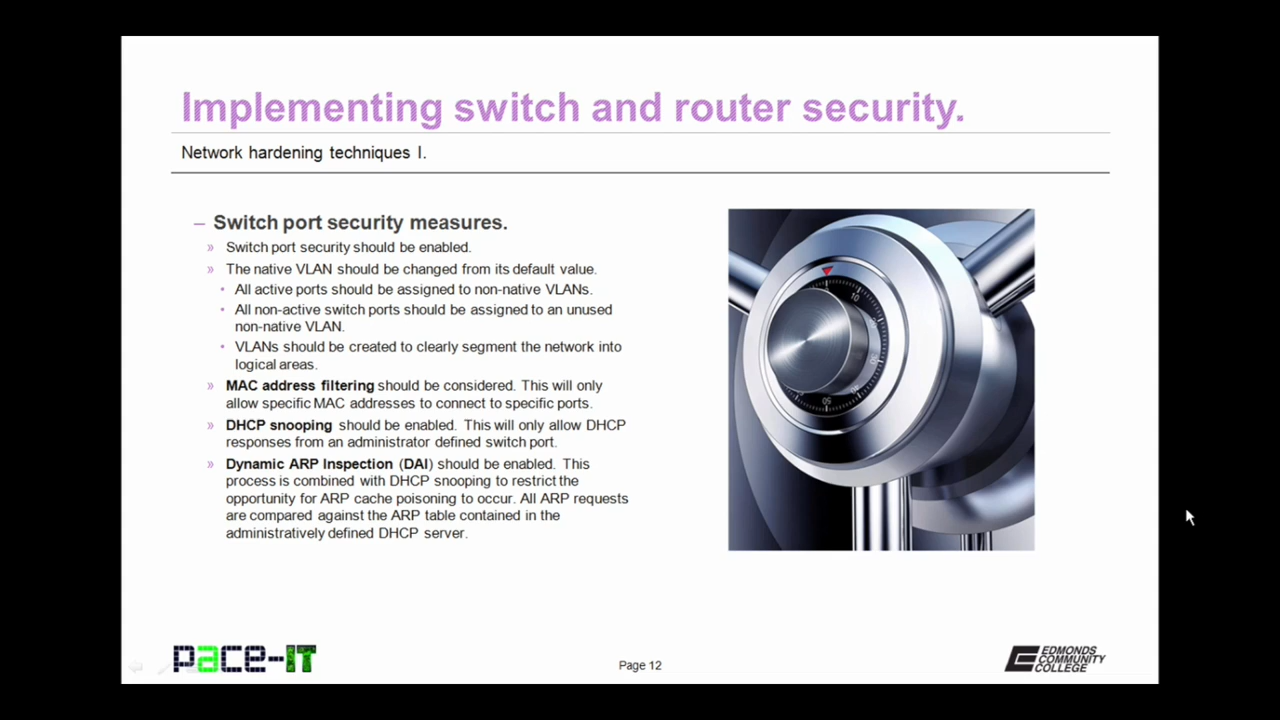 Implementing switch and router security.
Network hardening techniques I.
– Switch port security measures.
» Switch port security should be enabled.
» The native VLAN should be changed from its default value.
• All active ports should be assigned to non-native VLANs.
• All non-active switch ports should be assigned to an unused
non-native VLAN.
• VLANs should be created to clearly segment the network into
logical areas.
» MAC address filtering should be considered. This will only
allow specific MAC addresses to connect to specific ports.
» DHCP snooping should be enabled. This will only allow DHCP
responses from an administrator defined switch port.
» Dynamic ARP Inspection (DAI) should be enabled. This
process is combined with DHCP snooping to restrict the
opportunity for ARP cache poisoning to occur. All ARP requests
are compared against the ARP table contained in the
administratively defined DHCP server.
10
30
40
50
pace-IT
Page 12
EDMONDS
COMMUNITY
COLLEGE